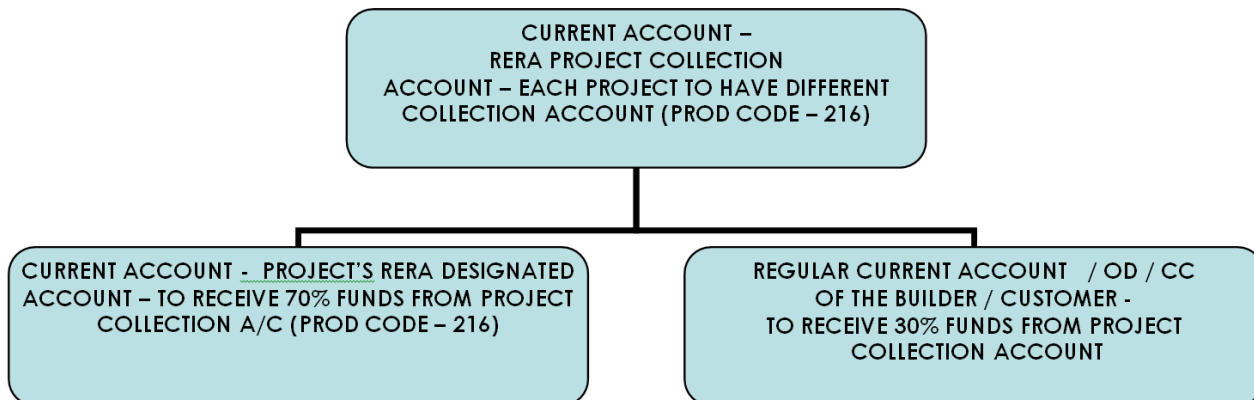 CURRENT ACCOUNT –
RERA PROJECT COLLECTION
ACCOUNT – EACH PROJECT TO HAVE DIFFERENT
COLLECTION ACCOUNT (PROD CODE – 216)
CURRENT ACCOUNT - PROJECT'S RERA DESIGNATED
ACCOUNT – TO RECEIVE 70% FUNDS FROM PROJECT
COLLECTION A/C (PROD CODE – 216)
REGULAR CURRENT ACCOUNT / OD / CC
OF THE BUILDER / CUSTOMER -
TO RECEIVE 30% FUNDS FROM PROJECT
COLLECTION ACCOUNT